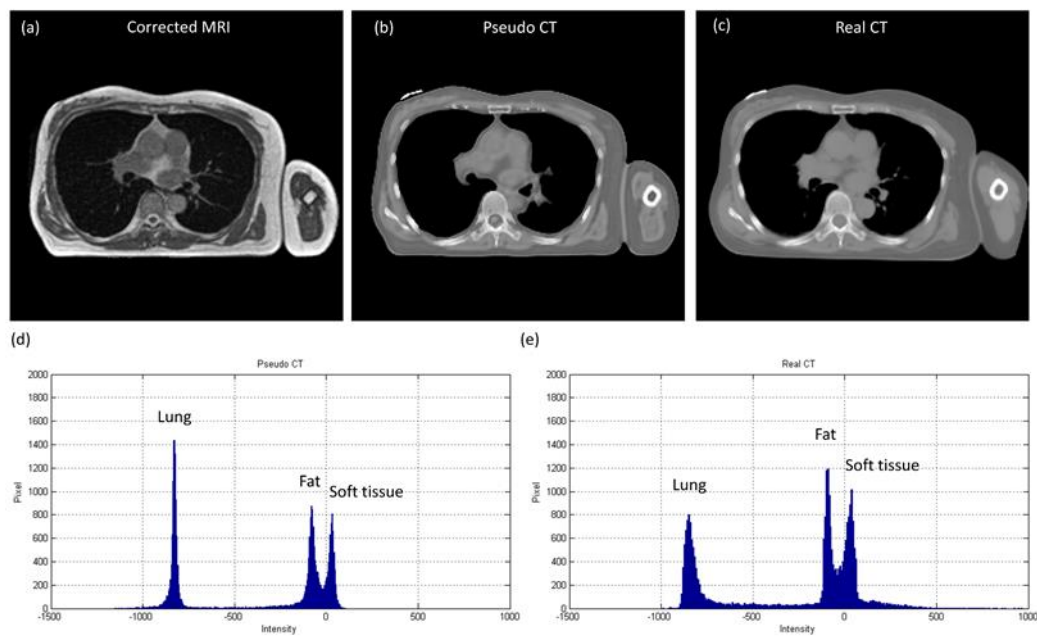 (a) Corrected MRI
(b) Pseudo CT
(c) Real CT
(d)
Pseudo CT
2000
1800
1600
1400
1200
1000
800
600
400
200
0
Pixel
Lung
Fat
Soft tissue
-1500 -1000 -500 0 500 1000
Intensity
(e)
Real CT
2000
1800
1600
1400
1200
1000
800
600
400
200
0
Pixel
Fat
Soft tissue
Lung
-1500 -1000 -500 0 500 1000
Intensity